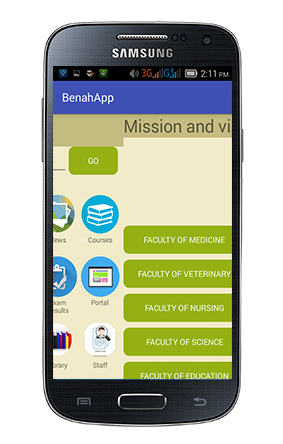 SAMSUNG
3G G 2:11 PM
BenahApp
Mission and vi
GO
ews Courses
FACULTY OF MEDICINE
xam Portal
esults
FACULTY OF VETERINARY
FACULTY OF NURSING
FACULTY OF SCIENCE
brary Staff
FACULTY OF EDUCATION